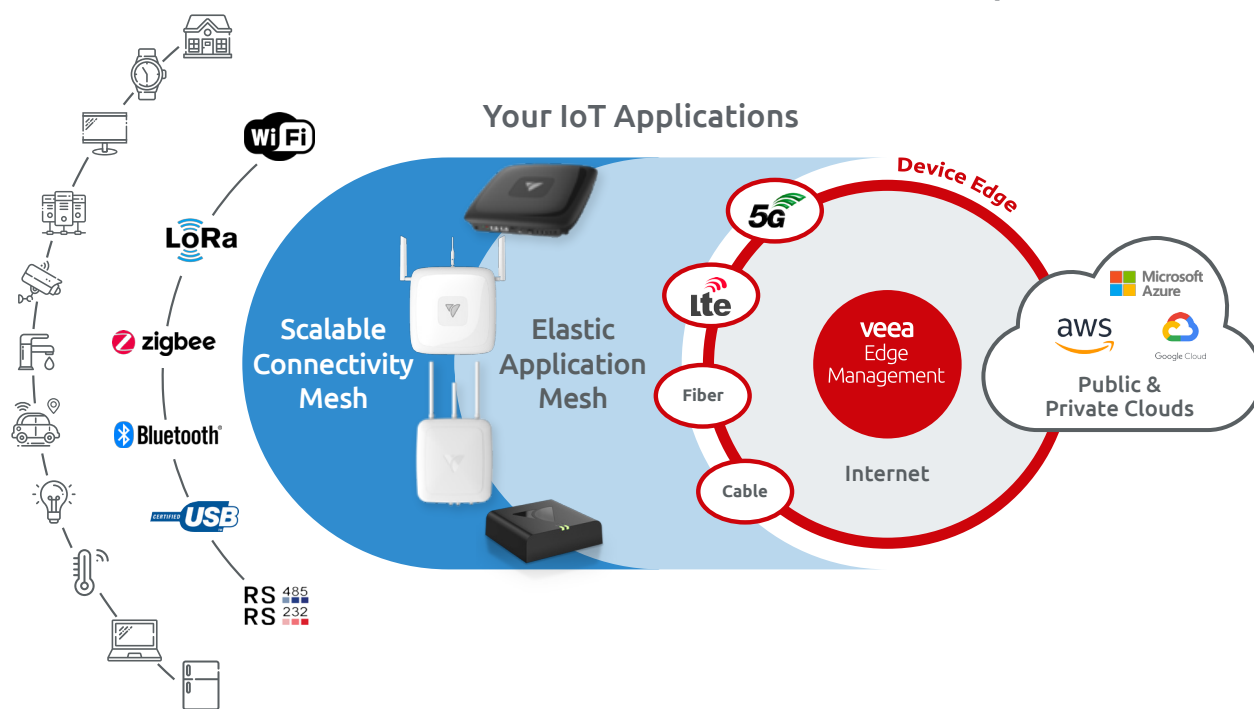 Your IoT Applications
WiFi
LoRa
zigbee
Bluetooth®
CERTIFIED USB
RS 485
RS 232
Scalable
Connectivity
Mesh
Elastic
Application
Mesh
Device Edge
5G
lte
Fiber
Cable
veea
Edge
Management
Internet
Microsoft
Azure
aws
Google Cloud
Public &
Private Clouds